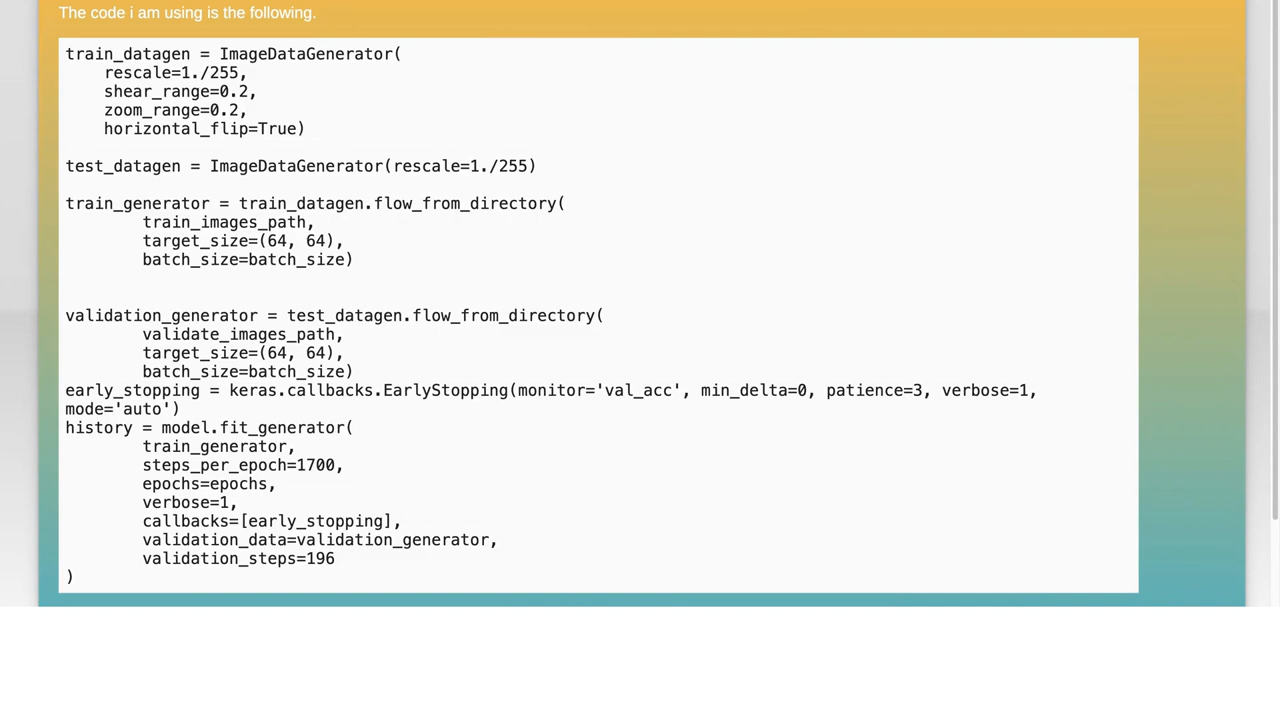 The code i am using is the following.
train_datagen = ImageDataGenerator(
    rescale=1./255,
    shear_range=0.2,
    zoom_range=0.2,
    horizontal_flip=True)
test_datagen = ImageDataGenerator(rescale=1./255)
train_generator = train_datagen.flow_from_directory(
        train_images_path,
        target_size=(64, 64),
        batch_size=batch_size)
validation_generator = test_datagen.flow_from_directory(
        validate_images_path,
        target_size=(64, 64),
        batch_size=batch_size)
early_stopping = keras.callbacks.EarlyStopping(monitor='val_acc', min_delta=0, patience=3, verbose=1,
mode='auto')
history = model.fit_generator(
        train_generator,
        steps_per_epoch=1700,
        epochs=epochs,
        verbose=1,
        callbacks=[early_stopping],
        validation_data=validation_generator,
        validation_steps=196
)